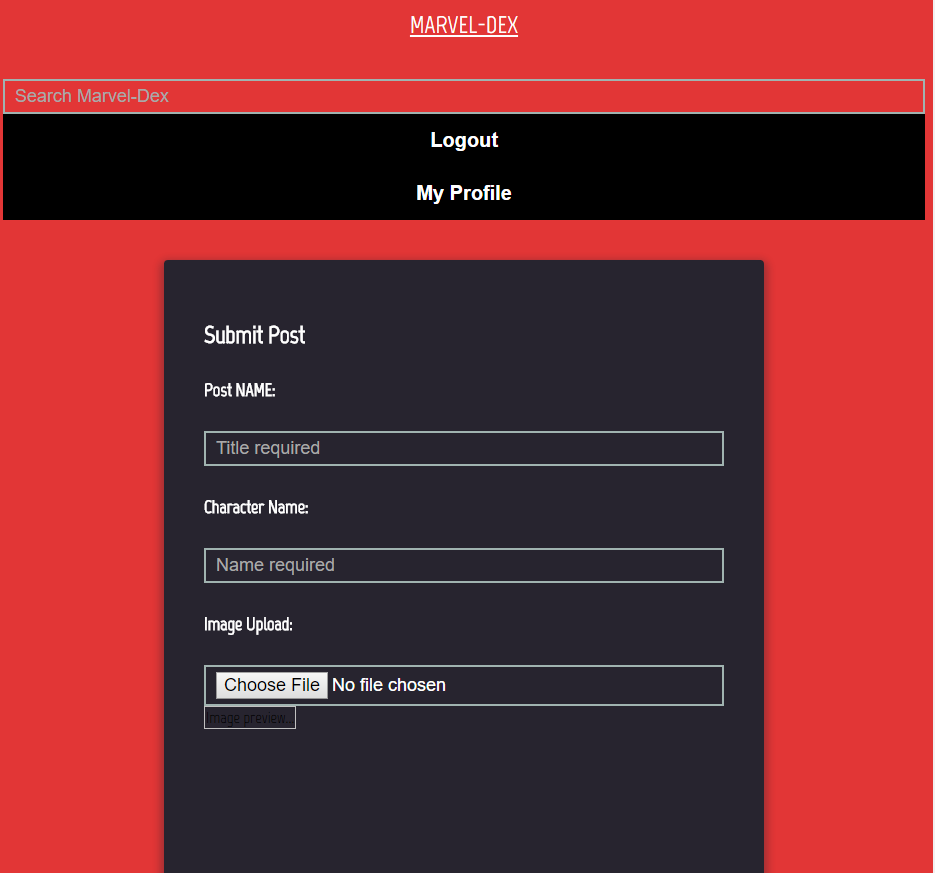 MARVEL-DEX
Search Marvel-Dex
Logout
My Profile
Submit Post
Post NAME:
Title required
Character Name:
Name required
Image Upload:
Choose File No file chosen
Image preview...